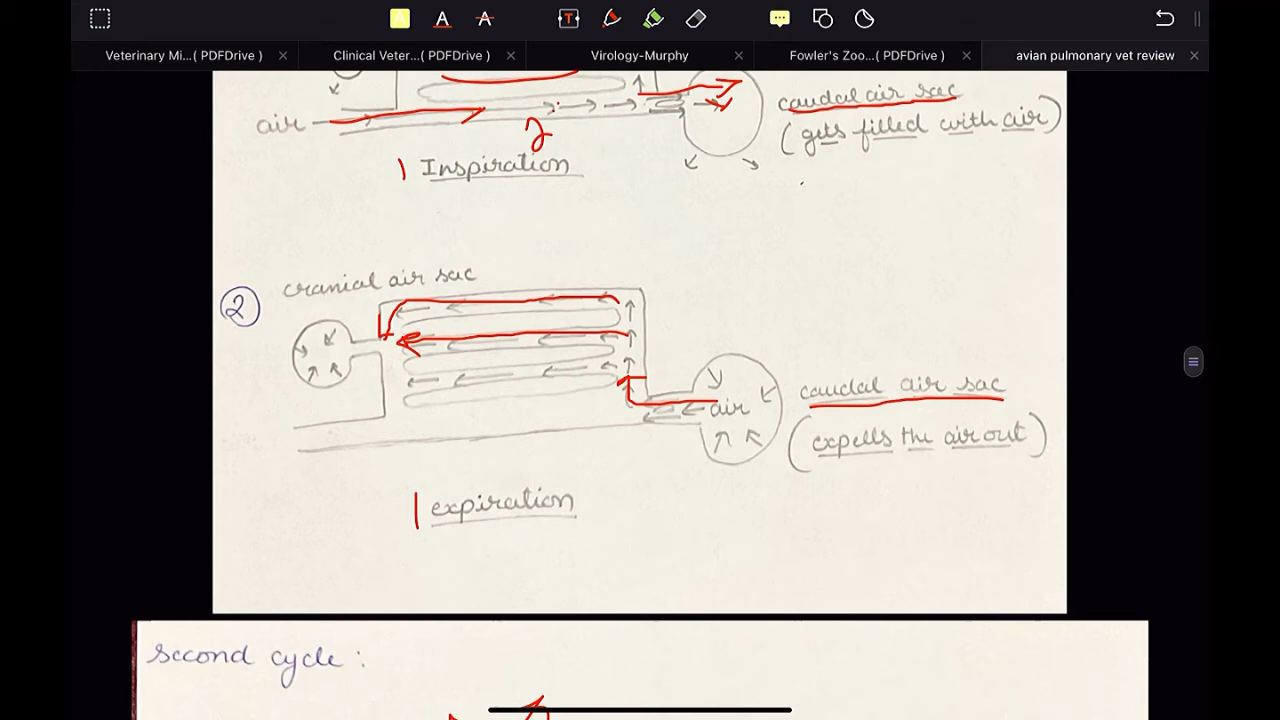 A A A T
Veterinary Mi...( PDFDrive )
Clinical Veter...( PDFDrive )
Virology-Murphy
Fowler's Zoo...( PDFDrive )
avian pulmonary vet review
caudal air sac
(gets filled with air)
air
1 Inspiration
2
cranial air sac
air
caudal air sac
(expells the air out)
1 expiration
second cycle :